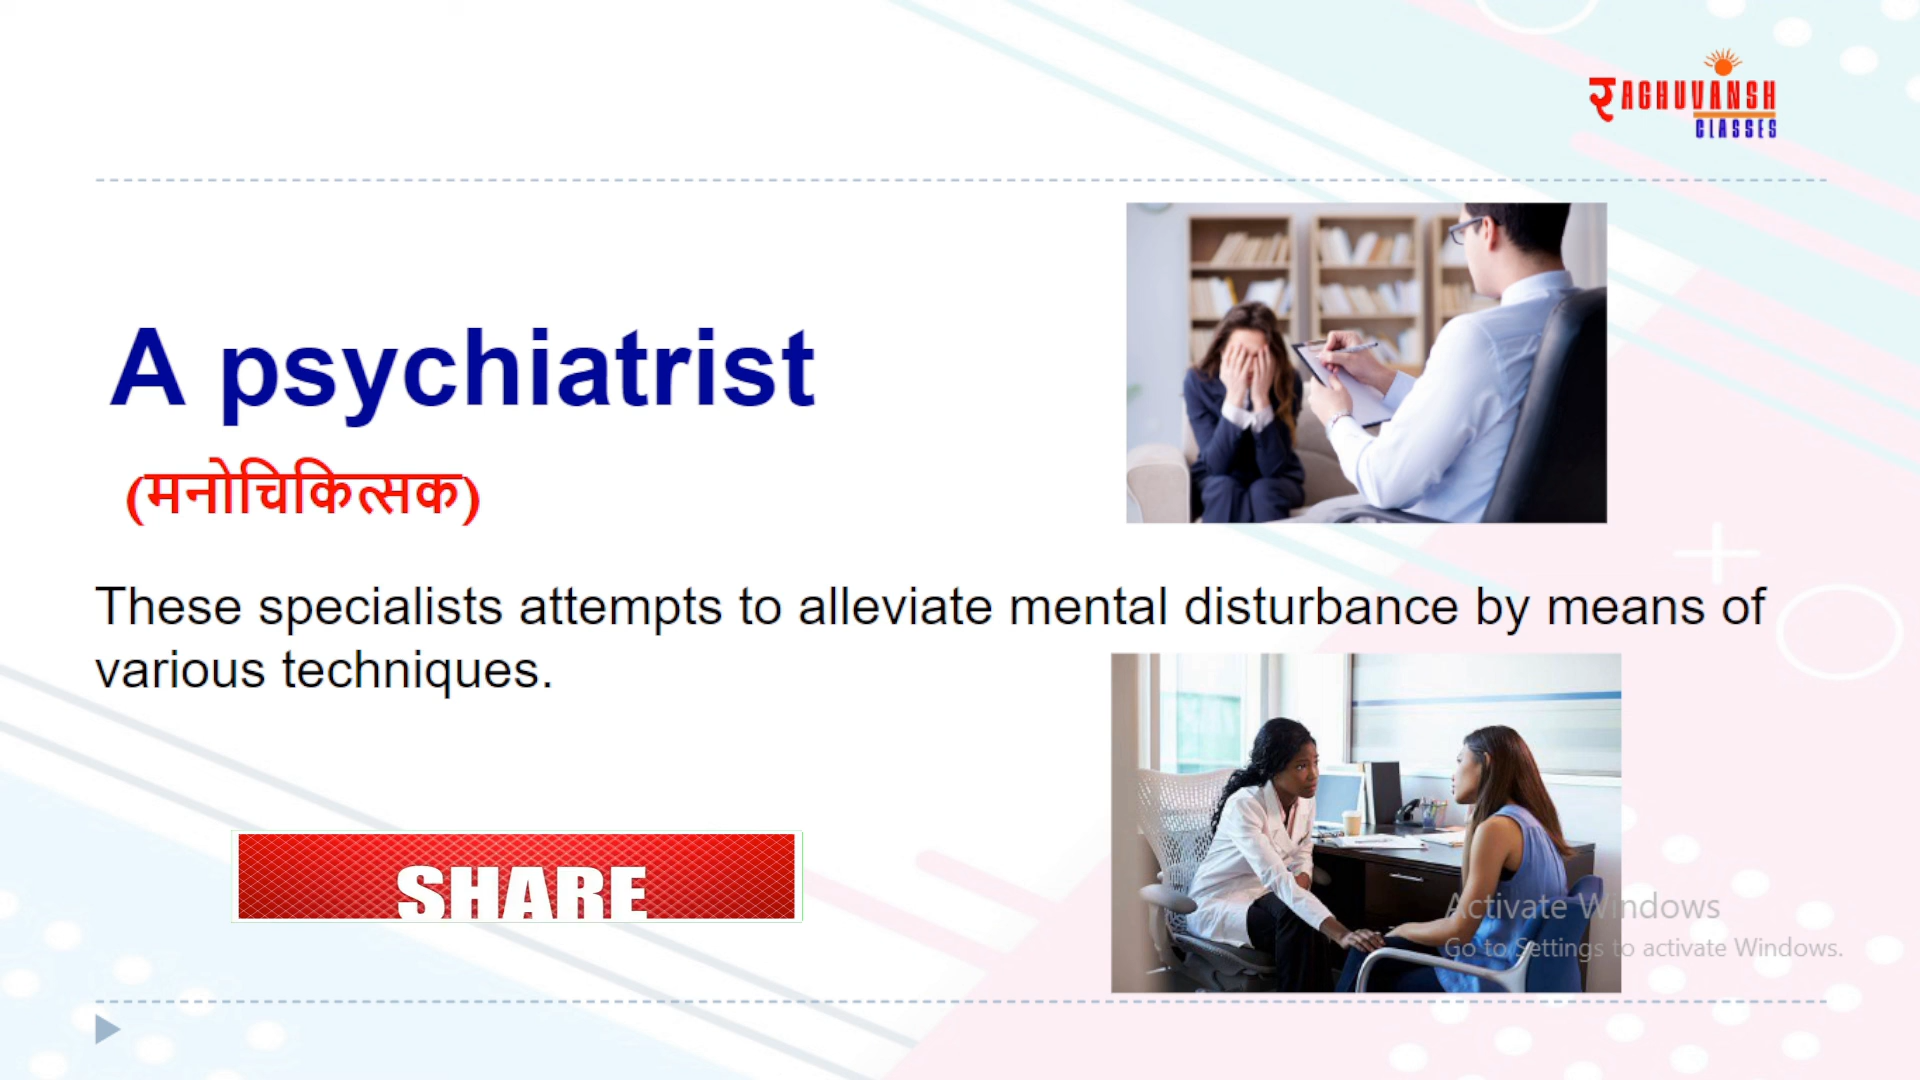 रAGHUVANSH
CLASSES
A psychiatrist
(मनोचिकित्सक)
These specialists attempts to alleviate mental disturbance by means of
various techniques.
SHARE
Activate Windows
Go to Settings to activate Windows.